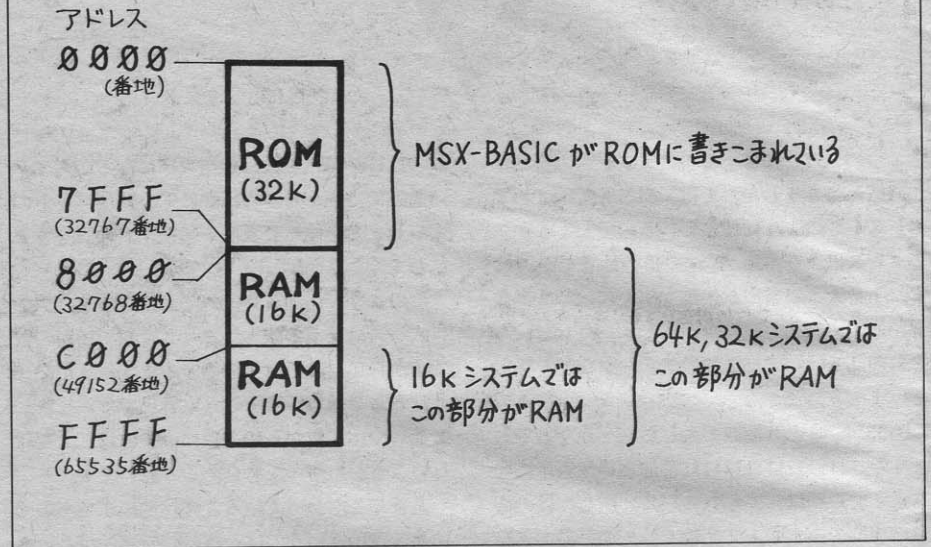 アドレス
0000
(番地)
ROM
(32K)
MSX-BASICがROMに書きこまれている
7FFF
(32767番地)
8000
(32768番地)
RAM
(16K)
64K,32Kシステムでは
この部分がRAM
C000
(49152番地)
RAM
(16K)
16Kシステムでは
この部分がRAM
FFFF
(65535番地)